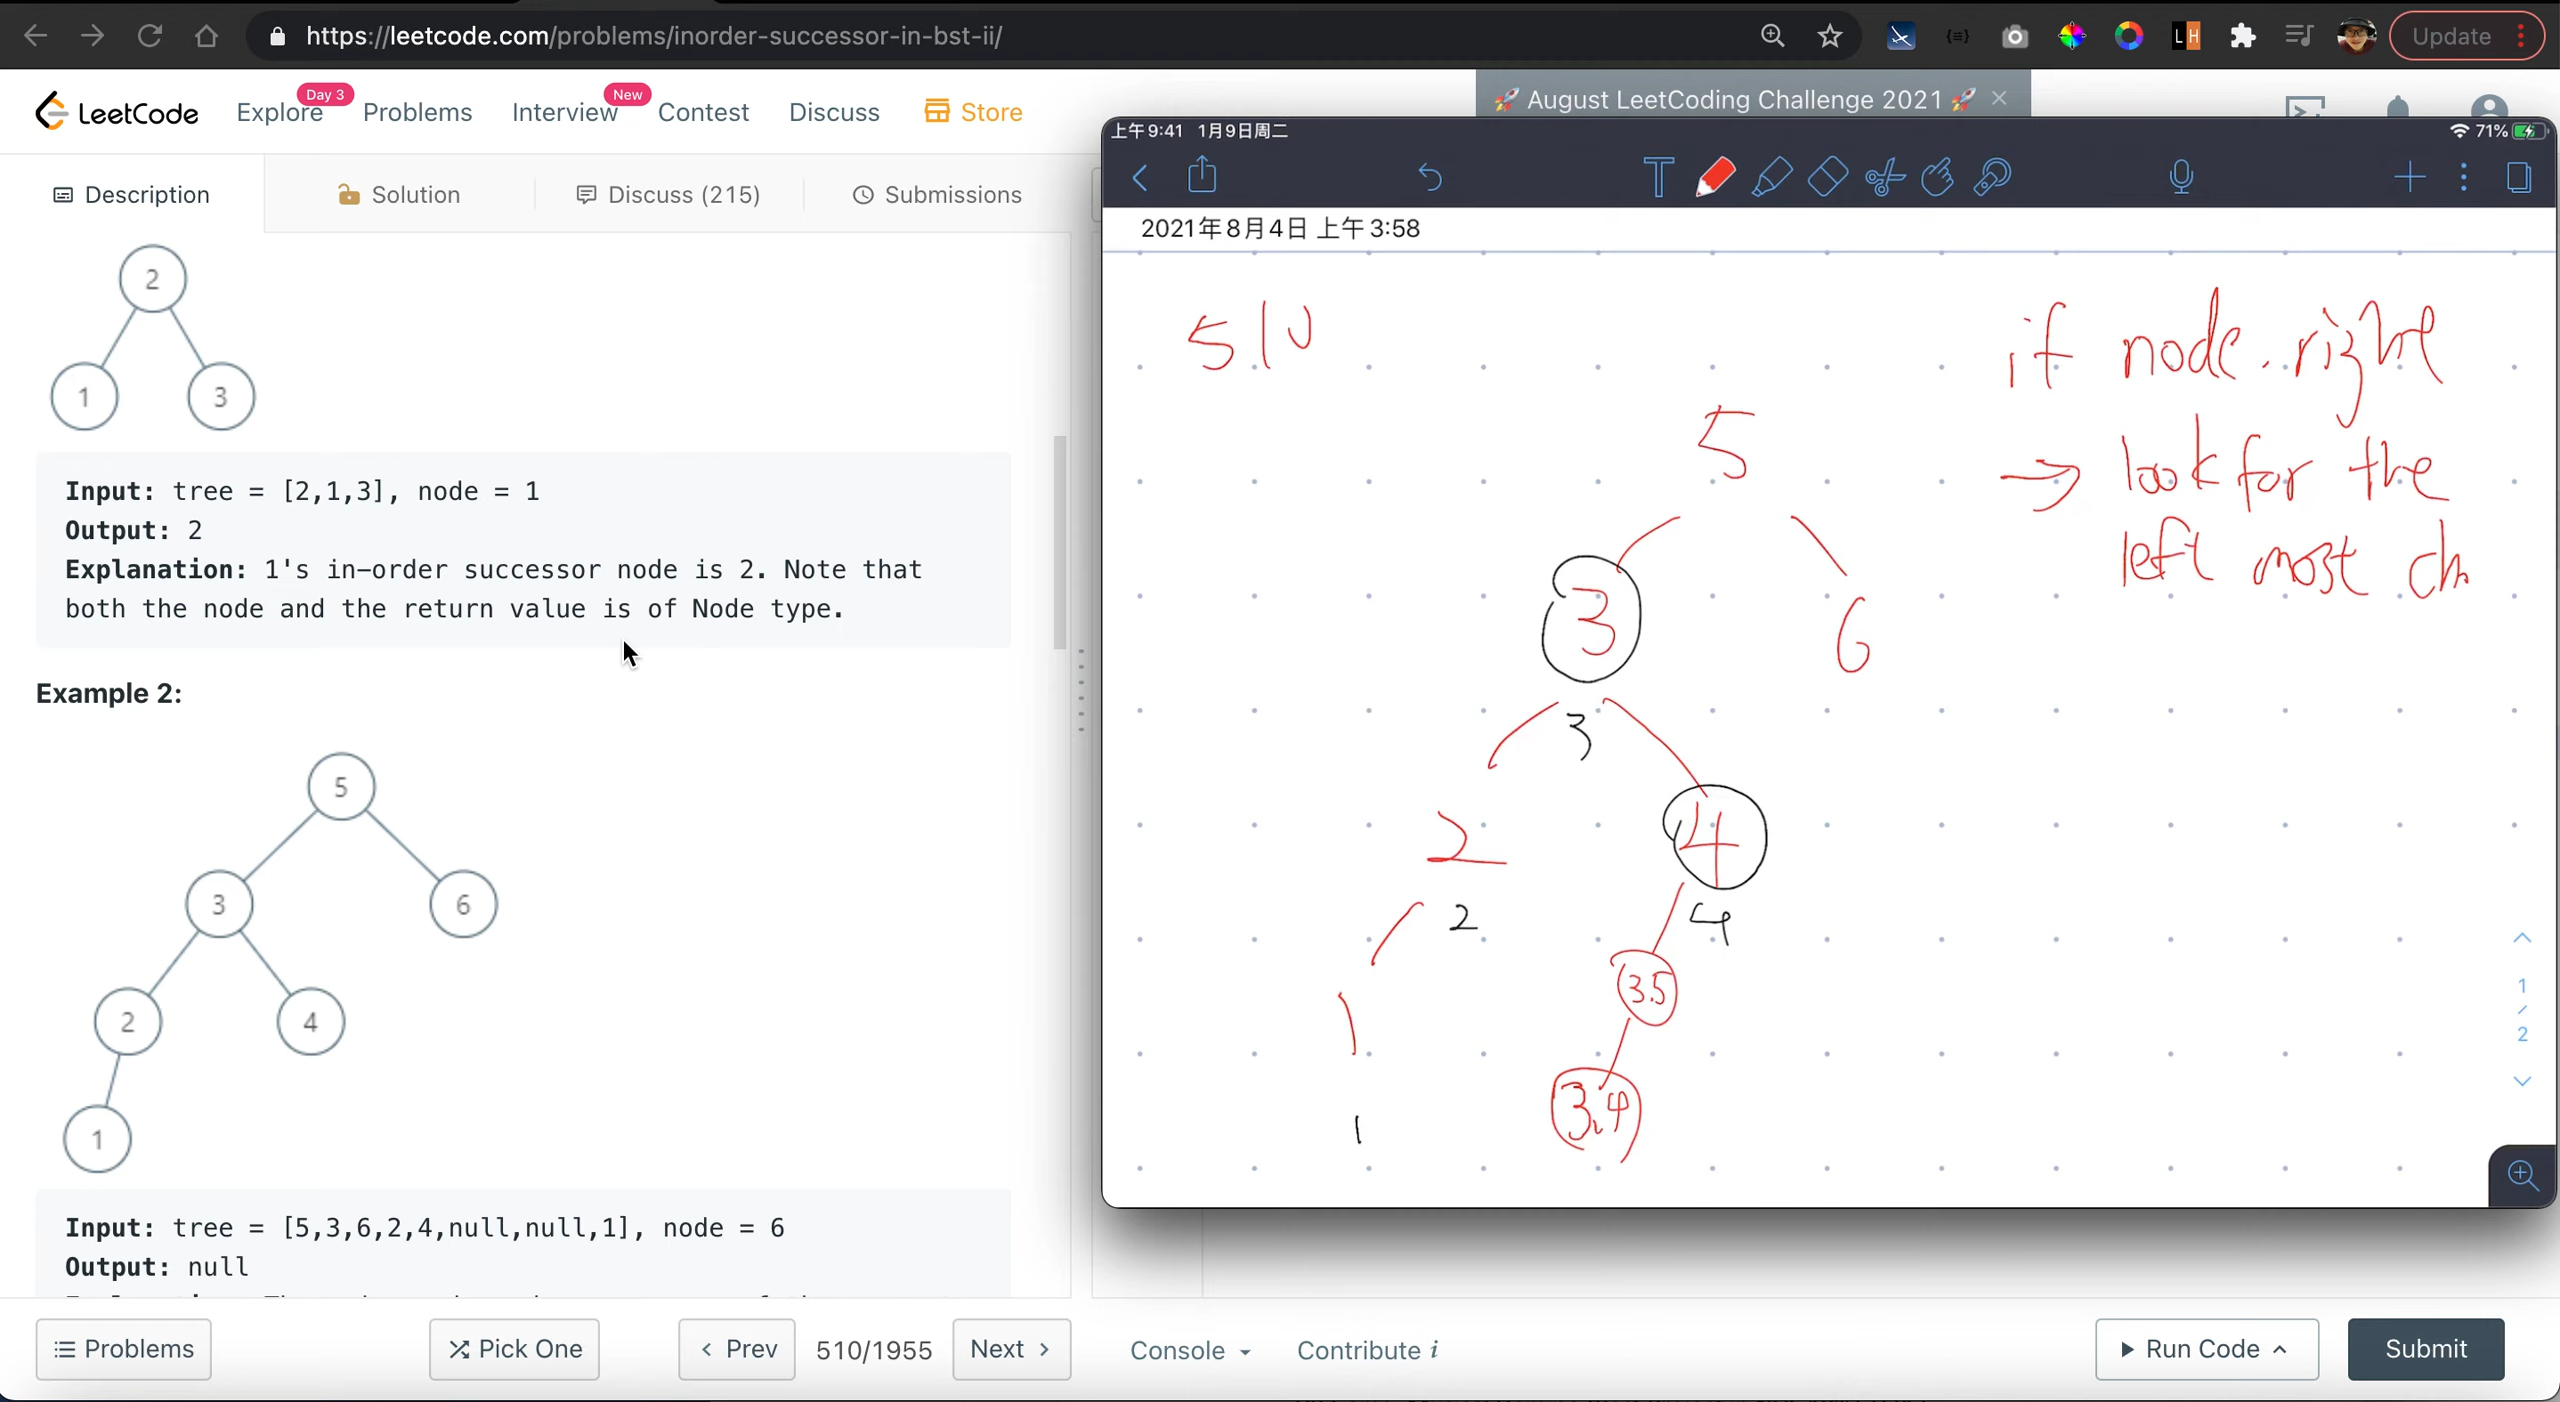 https://leetcode.com/problems/inorder-successor-in-bst-ii/
Update
LeetCode
Explore
Day 3
Problems
Interview
New
Contest
Discuss
Store
🚀 August LeetCoding Challenge 2021 🚀
Description
Solution
Discuss (215)
Submissions
2
1
3
Input: tree = [2,1,3], node = 1
Output: 2
Explanation: 1's in-order successor node is 2. Note that
both the node and the return value is of Node type.
Example 2:
5
3
6
2
4
1
Input: tree = [5,3,6,2,4,null,null,1], node = 6
Output: null
上午9:41 1月9日周二
71%
2021年8月4日 上午3:58
510
if node.right
→ look for the
left most
5
3
6
3
2
4
2
4
3.5
1
3.4
1
1
/
2
Problems
Pick One
Prev
510/1955
Next
Console
Contribute i
Run Code
Submit